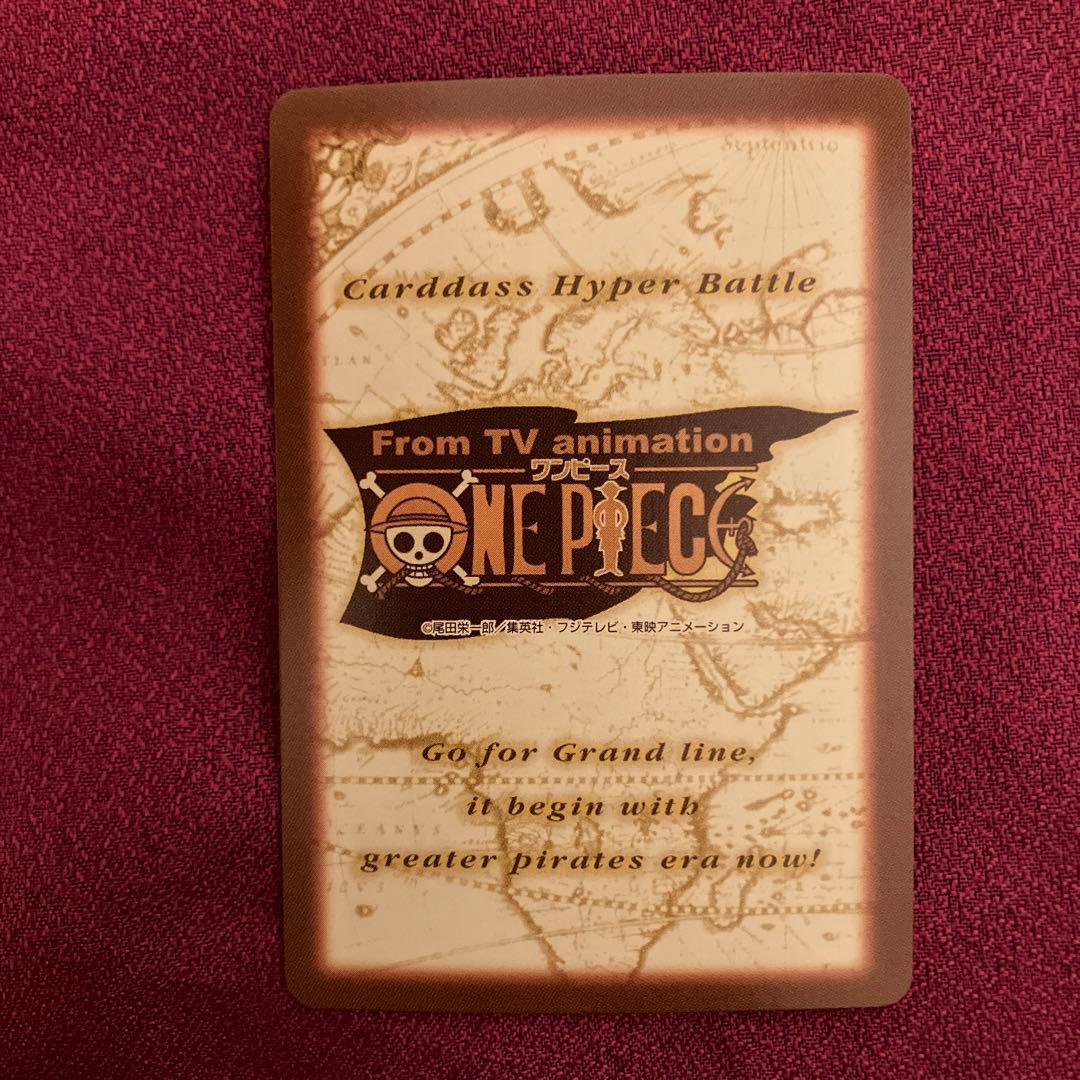 Septentrio
Carddass Hyper Battle
From TV animation
ワンピース
ONE PIECE
©尾田栄一郎／集英社・フジテレビ・東映アニメーション
Go for Grand line,
it begin with
greater pirates era now!